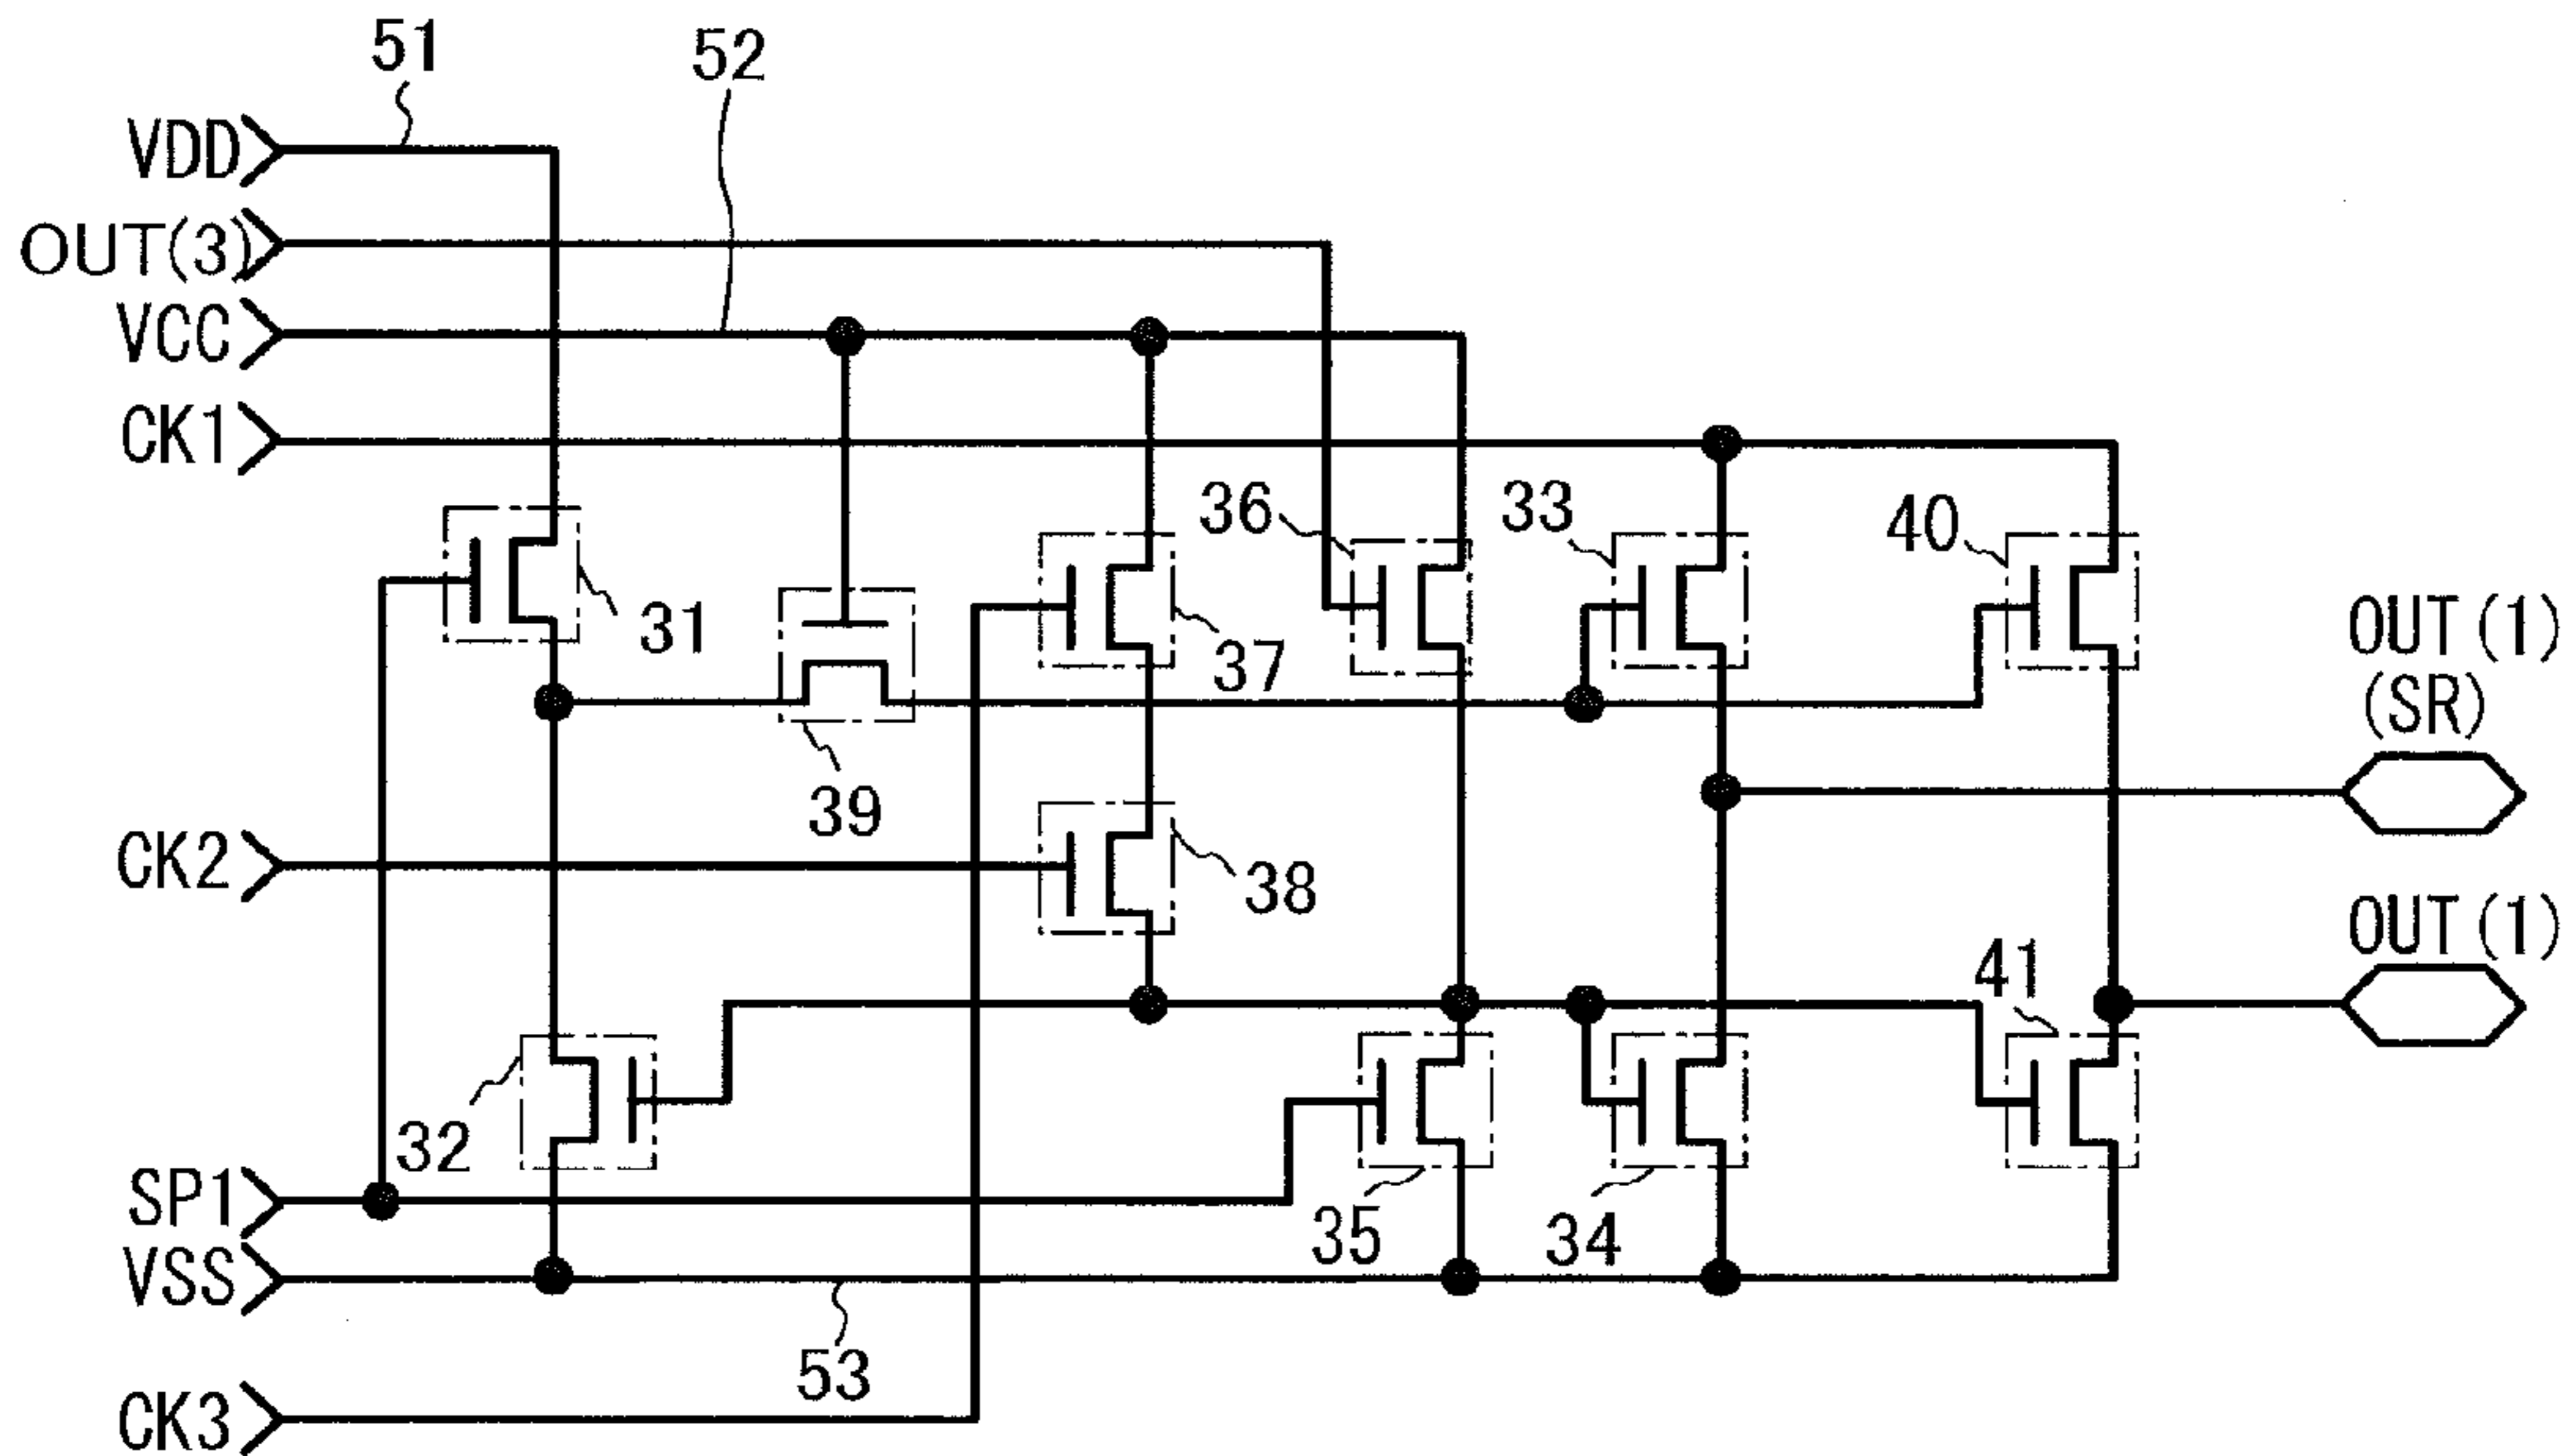 51
52
VDD
OUT(3)
VCC
CK1
36
33
40
31
37
OUT(1)
(SR)
39
CK2
38
OUT(1)
41
32
SP1
35
34
VSS
53
CK3